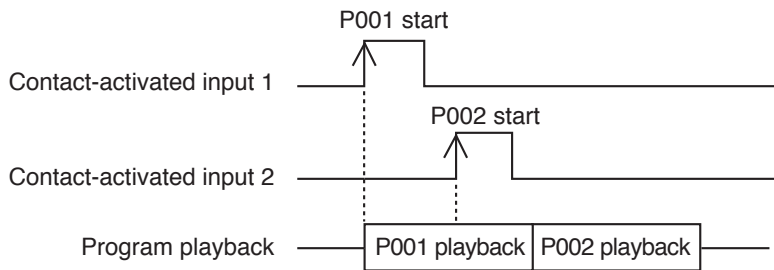 P001 start
Contact-activated input 1
P002 start
Contact-activated input 2
Program playback
P001 playback
P002 playback